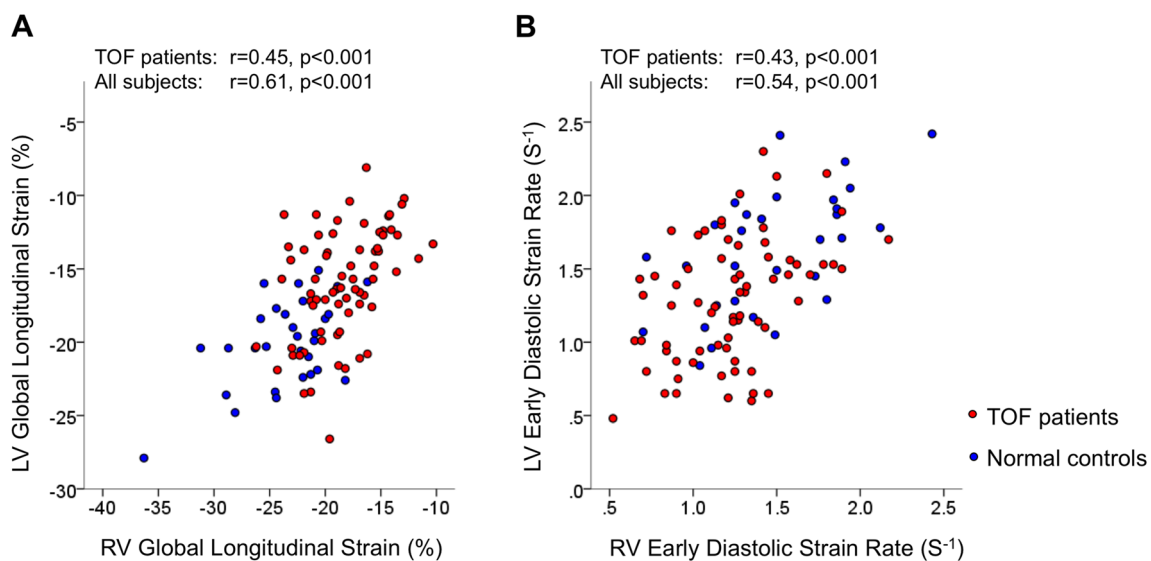 A
TOF patients: r=0.45, p<0.001
All subjects: r=0.61, p<0.001
LV Global Longitudinal Strain (%)
-5
-10
-15
-20
-25
-30
-40 -35 -30 -25 -20 -15 -10
RV Global Longitudinal Strain (%)
B
TOF patients: r=0.43, p<0.001
All subjects: r=0.54, p<0.001
LV Early Diastolic Strain Rate (S-1)
2.5
2.0
1.5
1.0
.5
.0
.5 1.0 1.5 2.0 2.5
RV Early Diastolic Strain Rate (S-1)
TOF patients
Normal controls